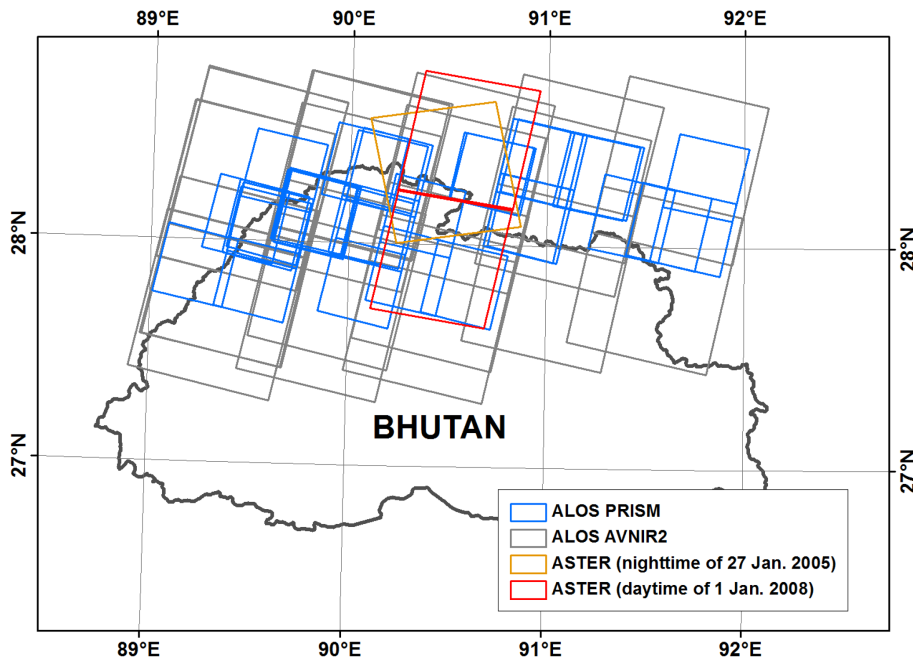 89°E 90°E 91°E 92°E
28°N 28°N
BHUTAN
27°N 27°N
ALOS PRISM
ALOS AVNIR2
ASTER (nighttime of 27 Jan. 2005)
ASTER (daytime of 1 Jan. 2008)
89°E 90°E 91°E 92°E